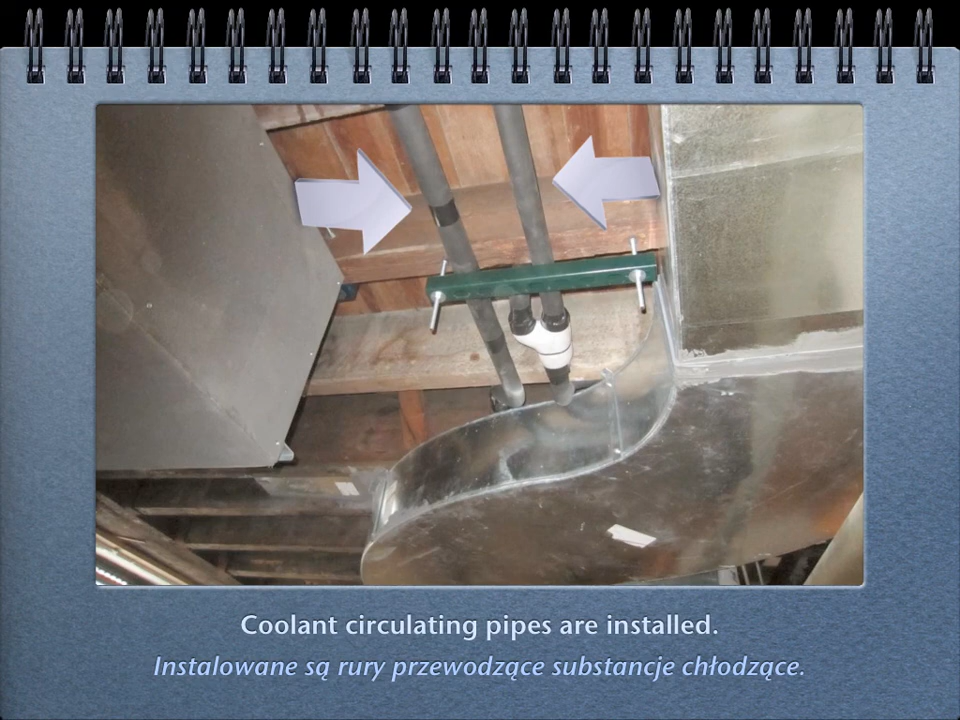 Coolant circulating pipes are installed.
Instalowane są rury przewodzące substancje chłodzące.